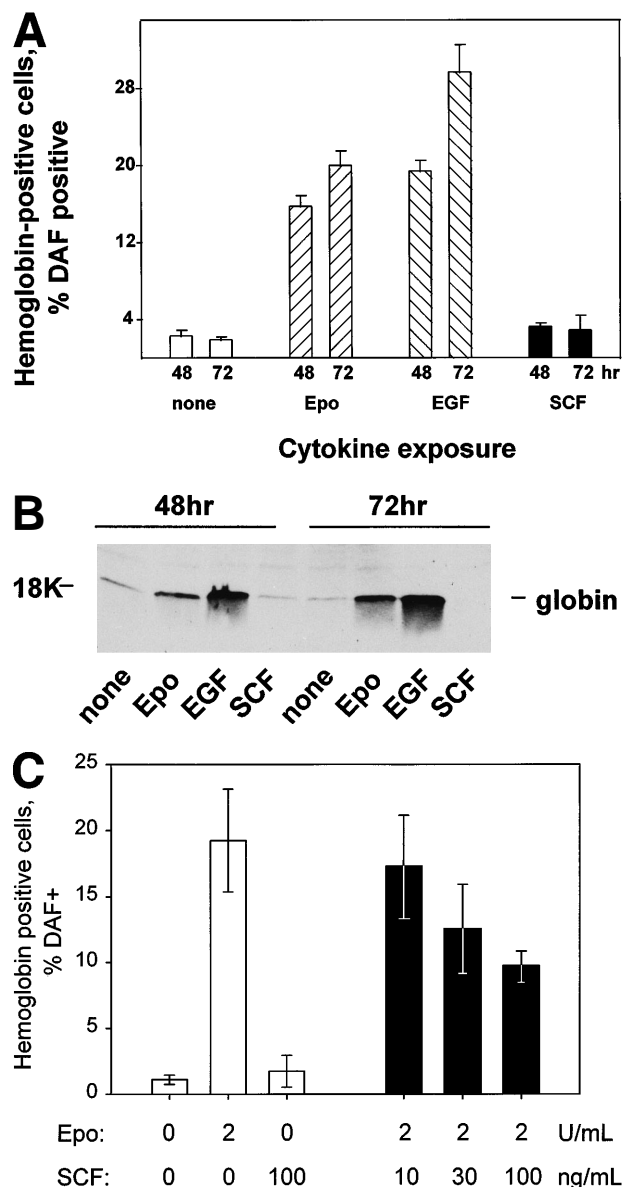 A
Hemoglobin-positive cells,
% DAF positive
28
20
12
4
48 72 48 72 48 72 48 72 hr
none Epo EGF SCF
Cytokine exposure
B
48hr 72hr
18K– – globin
none Epo EGF SCF none Epo EGF SCF
C
Hemoglobin positive cells,
% DAF+
25
20
15
10
5
0
Epo: 0 2 0 2 2 2 U/mL
SCF: 0 0 100 10 30 100 ng/mL